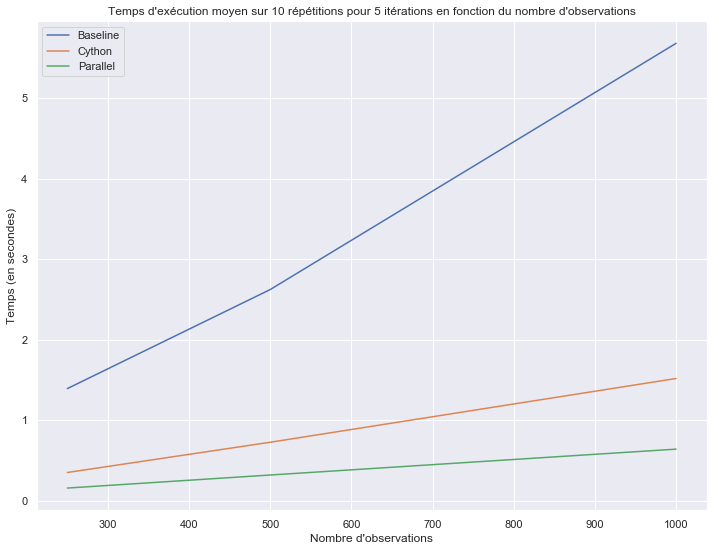 Temps d'exécution moyen sur 10 répétitions pour 5 itérations en fonction du nombre d'observations
Baseline
Cython
Parallel
Temps (en secondes)
5
4
3
2
1
0
300 400 500 600 700 800 900 1000
Nombre d'observations